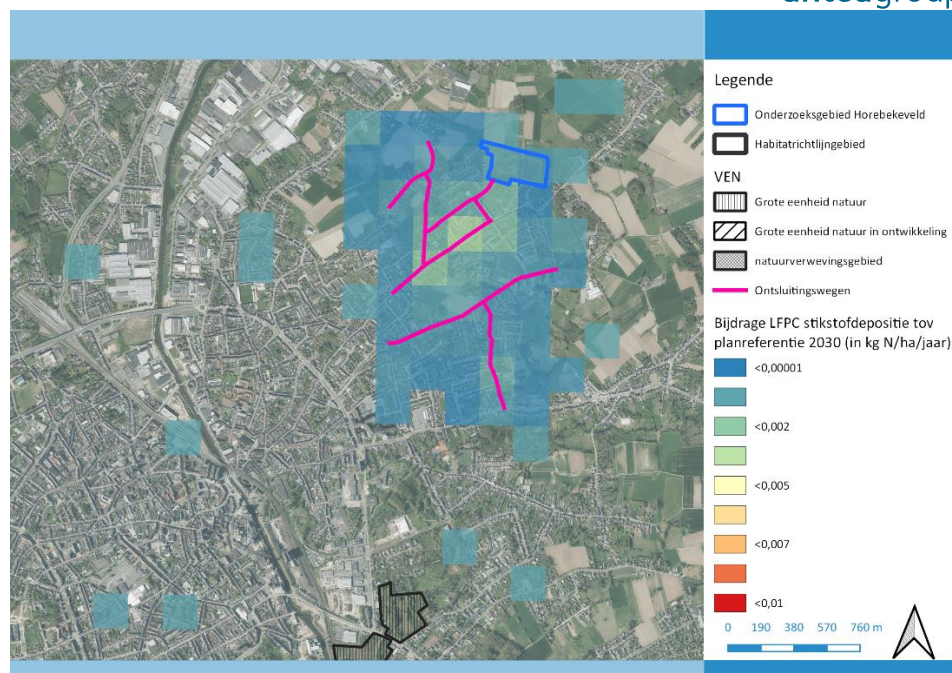 anteagroup
Legende
Onderzoeksgebied Horebekeveld
Habitatrichtlijngebied
VEN
Grote eenheid natuur
Grote eenheid natuur in ontwikkeling
natuurverwevingsgebied
Ontsluitingswegen
Bijdrage LFPC stikstofdepositie tov
planreferentie 2030 (in kg N/ha/jaar)
<0,00001
<0,002
<0,005
<0,007
<0,01
0 190 380 570 760 m